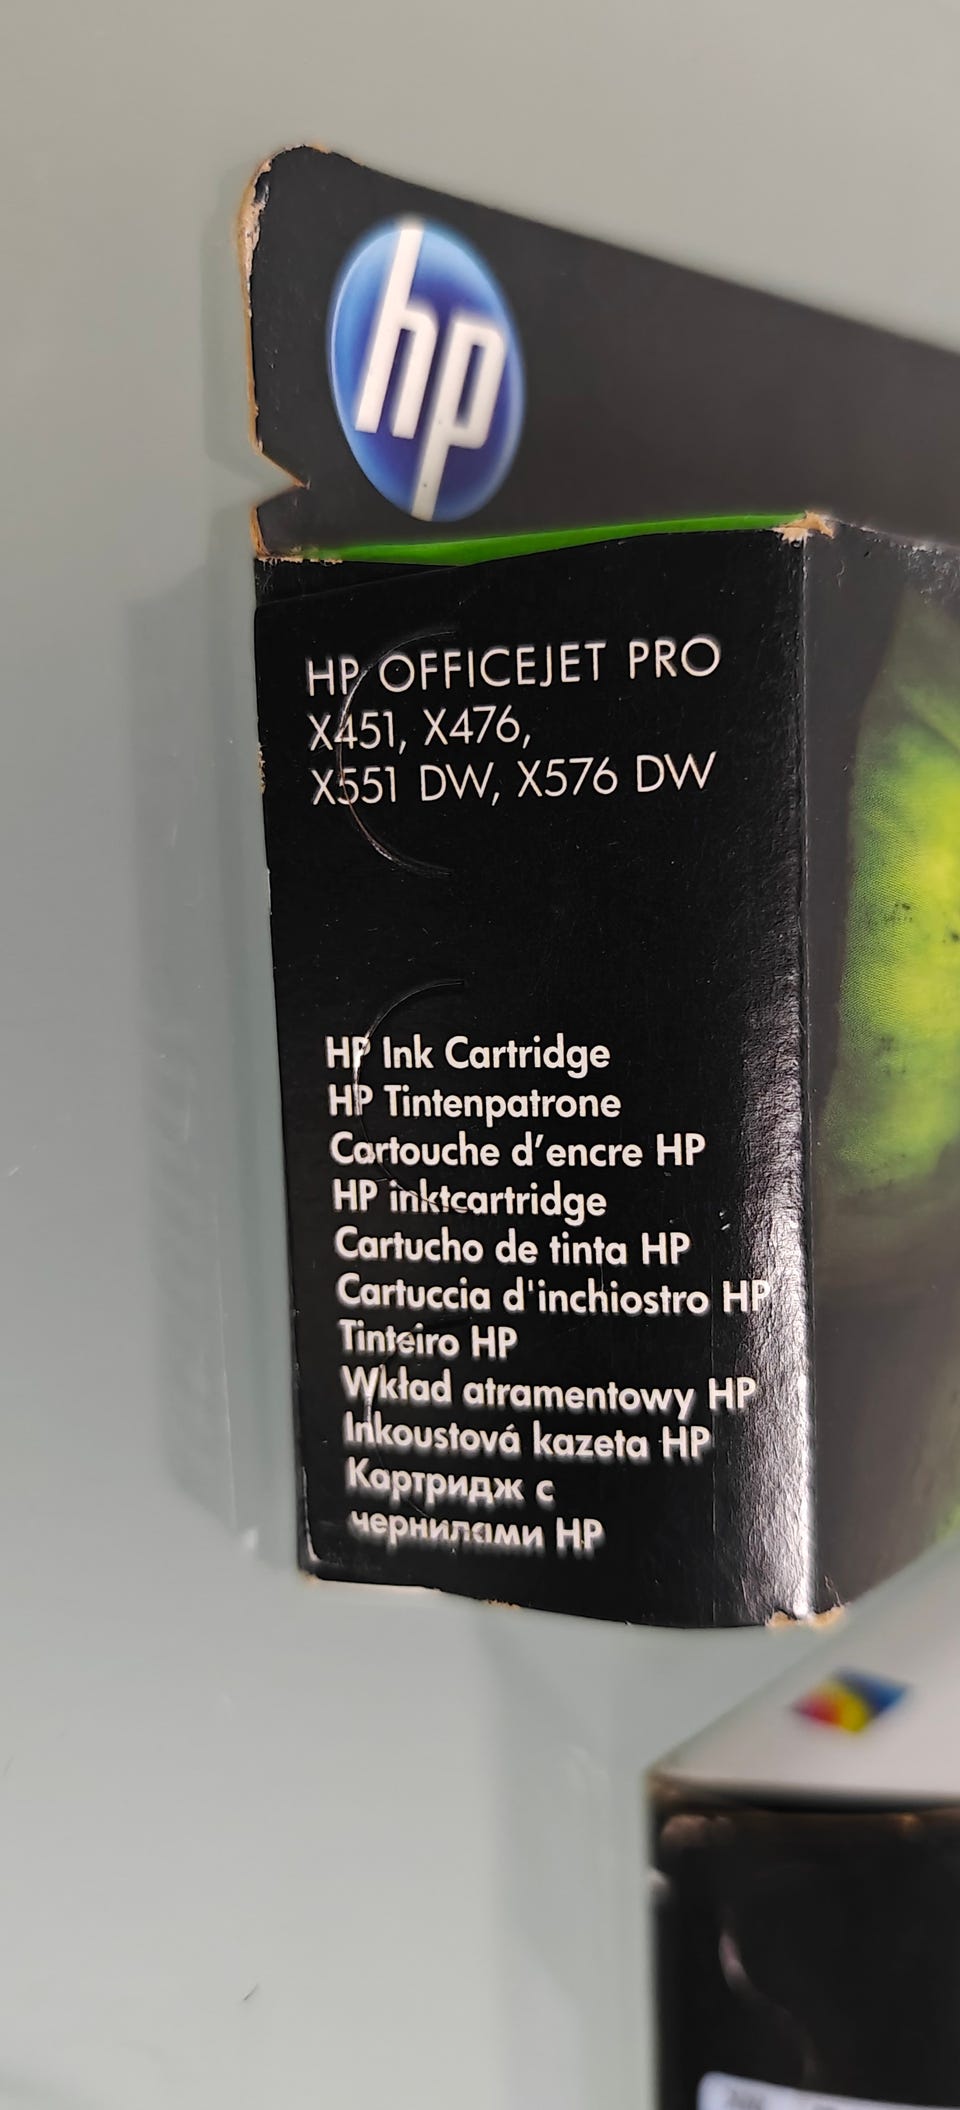 hp
HP OFFICEJET PRO
X451, X476,
X551 DW, X576 DW
HP Ink Cartridge
HP Tintenpatrone
Cartouche d’encre HP
HP inktcartridge
Cartucho de tinta HP
Cartuccia d'inchiostro HP
Tinteiro HP
Wkład atramentowy HP
Inkoustová kazeta HP
Картридж с
чернилами HP